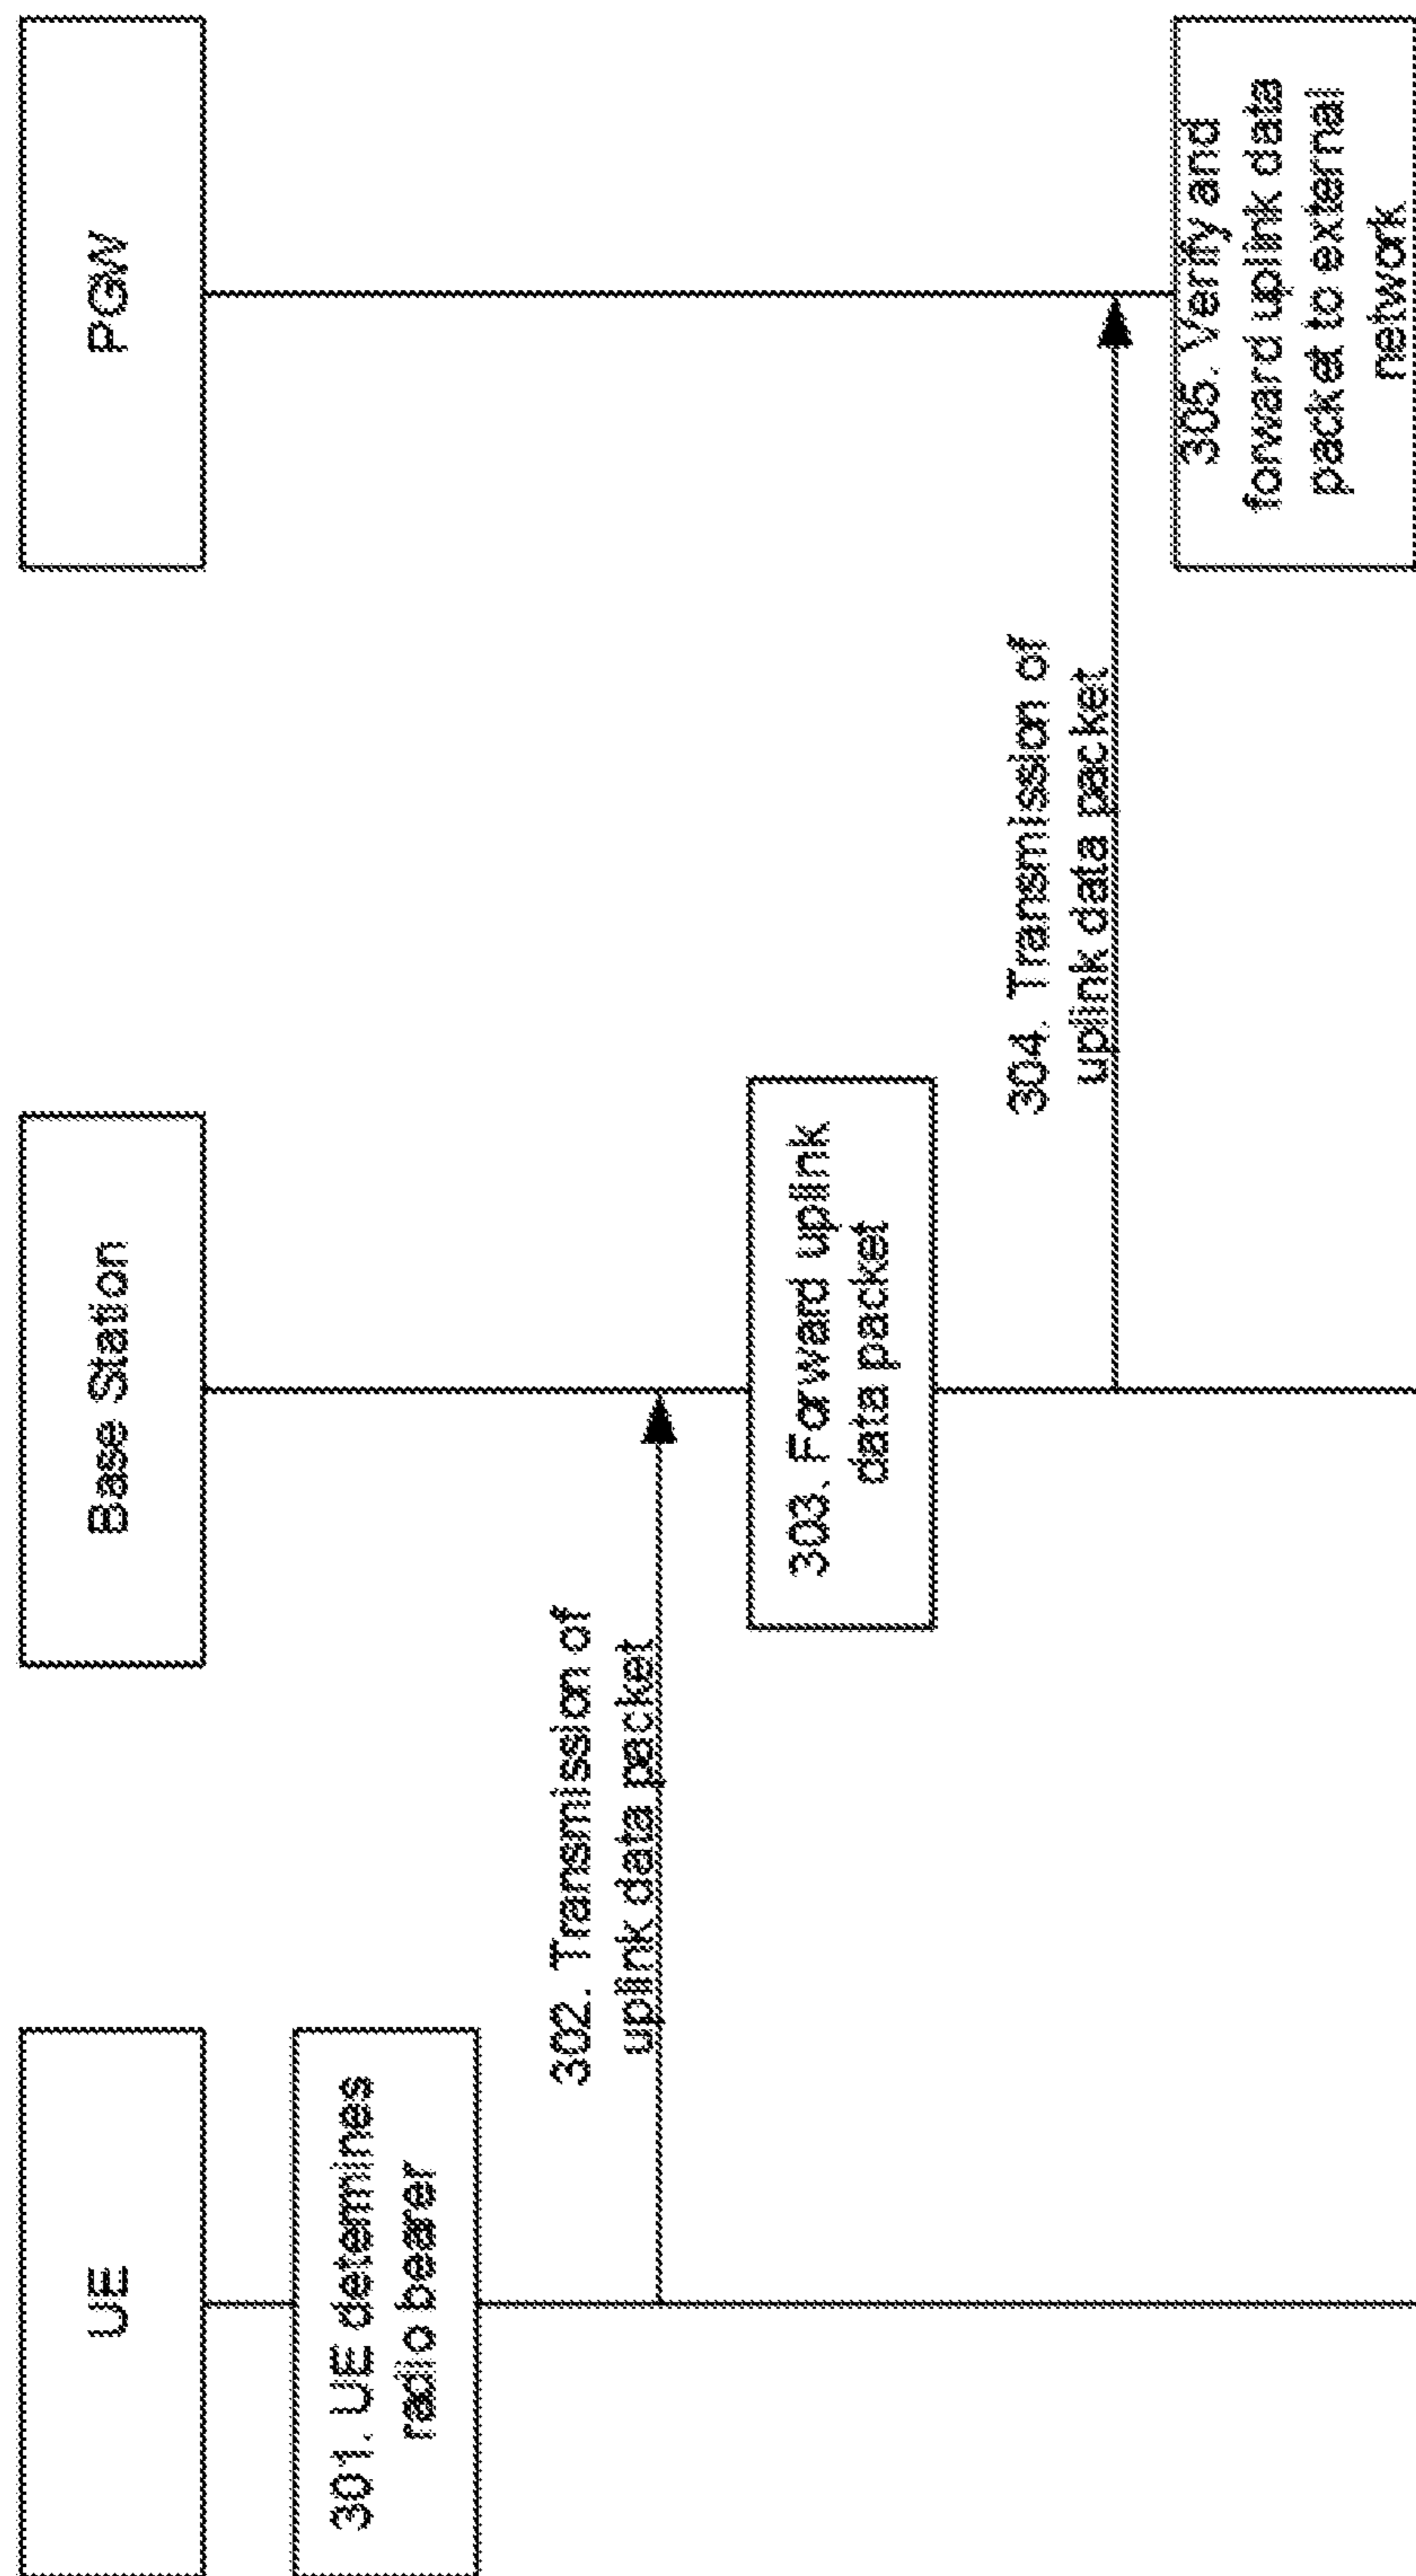 UE
Base Station
PGW
301. UE determines
radio bearer
302. Transmission of
uplink data packet
303. Forward uplink
data packet
304. Transmission of
uplink data packet
305. Verify and
forward uplink data
packet to external
network